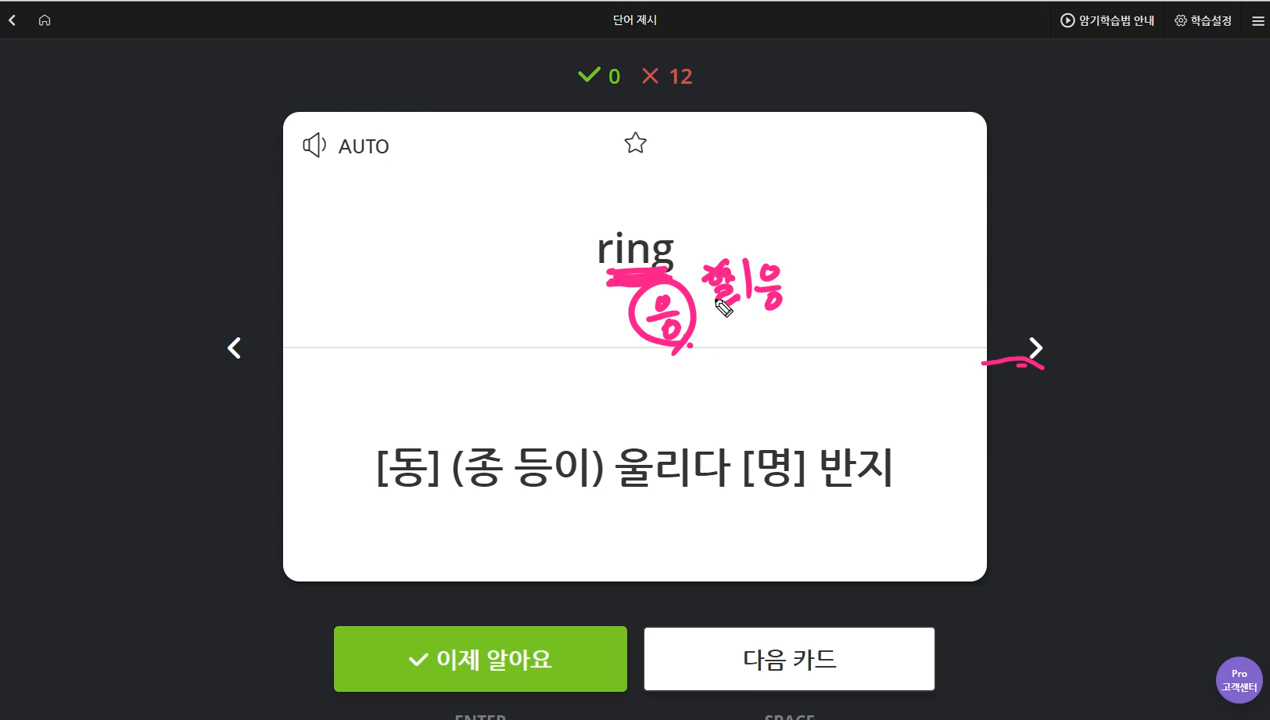 단어 제시
암기학습법 안내
학습설정
0
12
AUTO
ring
응
[동] (종 등이) 울리다 [명] 반지
이제 알아요
다음 카드
Pro
고객센터
ENTER
SPACE